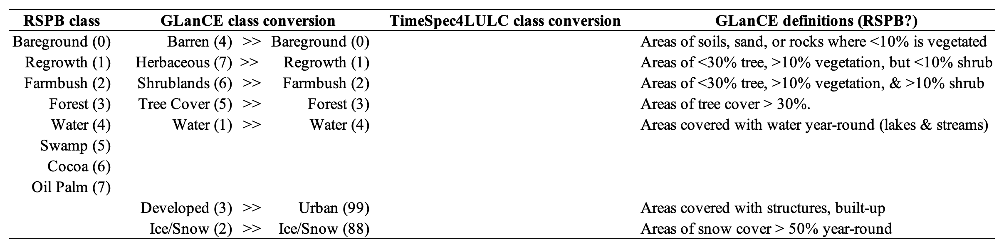 RSPB class GLanCE class conversion TimeSpec4LULC class conversion GLanCE definitions (RSPB?)
Bareground (0) Barren (4) >> Bareground (0) Areas of soils, sand, or rocks where <10% is vegetated
Regrowth (1) Herbaceous (7) >> Regrowth (1) Areas of <30% tree, >10% vegetation, but <10% shrub
Farmbush (2) Shrublands (6) >> Farmbush (2) Areas of <30% tree, >10% vegetation, & >10% shrub
Forest (3) Tree Cover (5) >> Forest (3) Areas of tree cover > 30%.
Water (4) Water (1) >> Water (4) Areas covered with water year-round (lakes & streams)
Swamp (5)
Cocoa (6)
Oil Palm (7)
Developed (3) >> Urban (99) Areas covered with structures, built-up
Ice/Snow (2) >> Ice/Snow (88) Areas of snow cover > 50% year-round